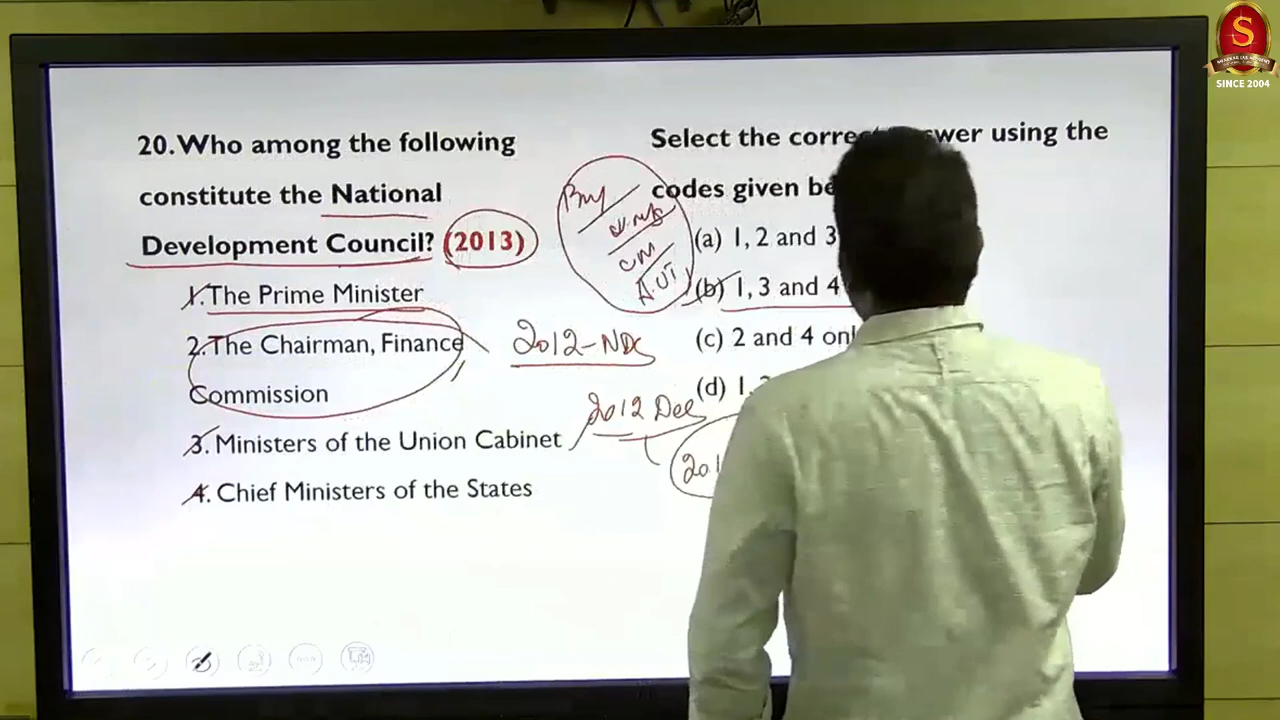 20. Who among the following
constitute the National
Development Council? (2013)
1. The Prime Minister
2. The Chairman, Finance
Commission
3. Ministers of the Union Cabinet
4. Chief Ministers of the States
2012-NDC
2012 Dec
CM
Select the correct answer using the
codes given
(a) 1, 2 and 3
(b) 1, 3 and 4
(c) 2 and 4
(d) 1,
S
SINCE 2004